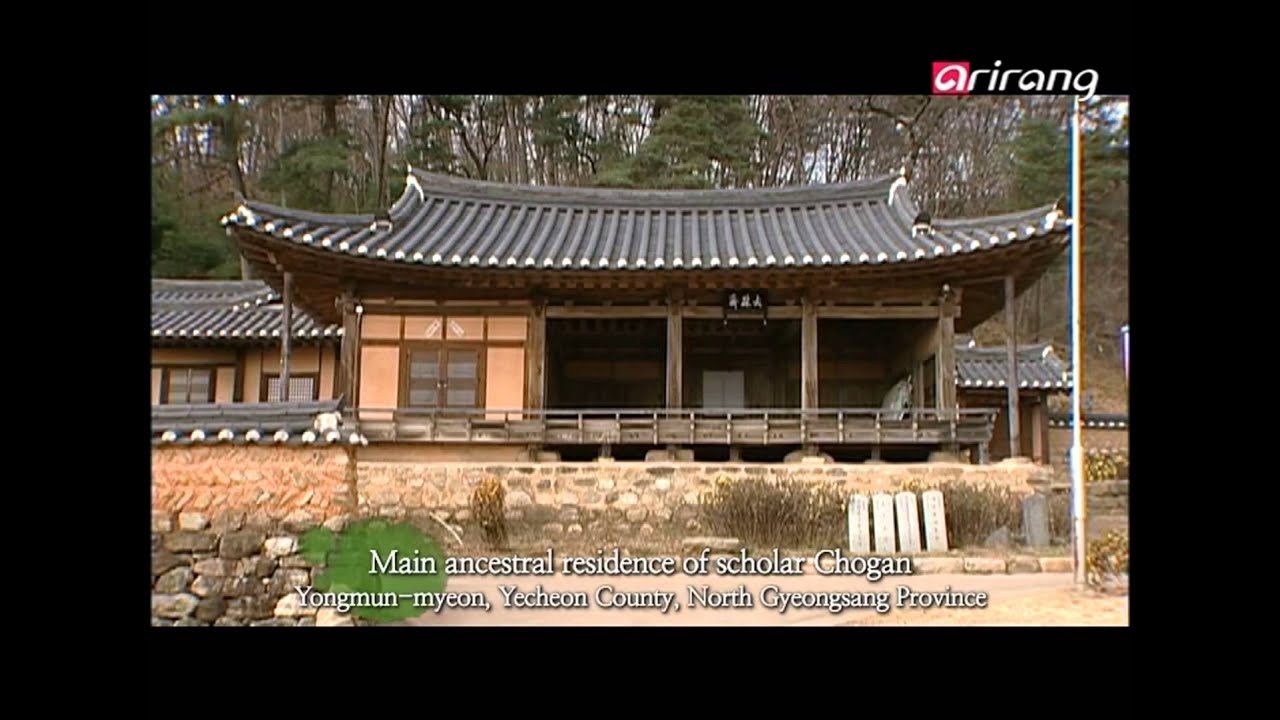 arirang
Main ancestral residence of scholar Chogan
Yongmun-myeon, Yecheon County, North Gyeongsang Province